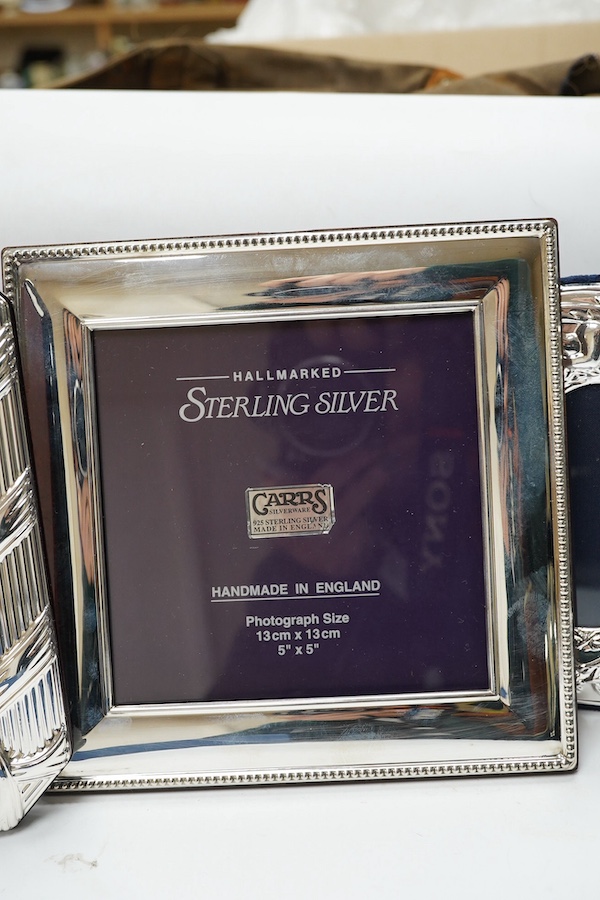 HALLMARKED
STERLING SILVER
CARRS
SILVERWARE
925 STERLING SILVER
MADE IN ENGLAND
SONY
HANDMADE IN ENGLAND
Photograph Size
13cm x 13cm
5" x 5"